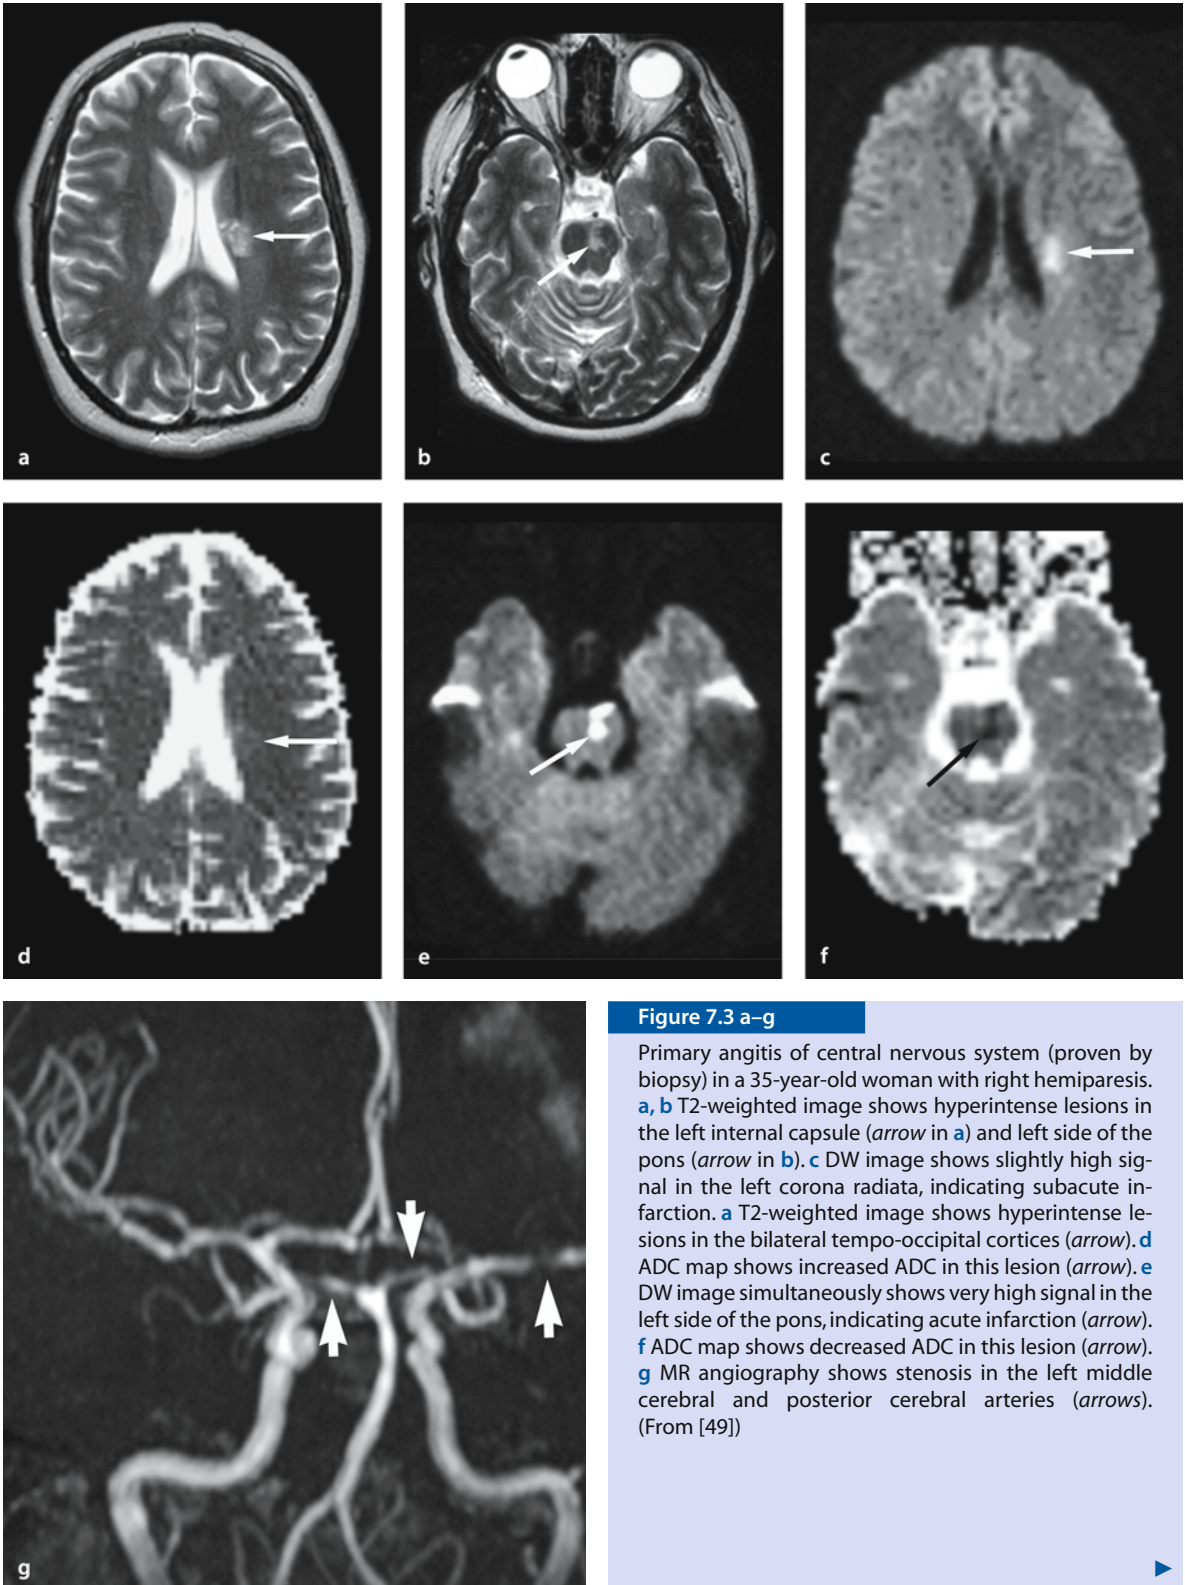 a
b
c
d
e
f
g
Figure 7.3 a–g
Primary angitis of central nervous system (proven by
biopsy) in a 35-year-old woman with right hemiparesis.
a, b T2-weighted image shows hyperintense lesions in
the left internal capsule (arrow in a) and left side of the
pons (arrow in b). c DW image shows slightly high sig-
nal in the left corona radiata, indicating subacute in-
farction. a T2-weighted image shows hyperintense le-
sions in the bilateral tempo-occipital cortices (arrow). d
ADC map shows increased ADC in this lesion (arrow). e
DW image simultaneously shows very high signal in the
left side of the pons, indicating acute infarction (arrow).
f ADC map shows decreased ADC in this lesion (arrow).
g MR angiography shows stenosis in the left middle
cerebral and posterior cerebral arteries (arrows).
(From [49])